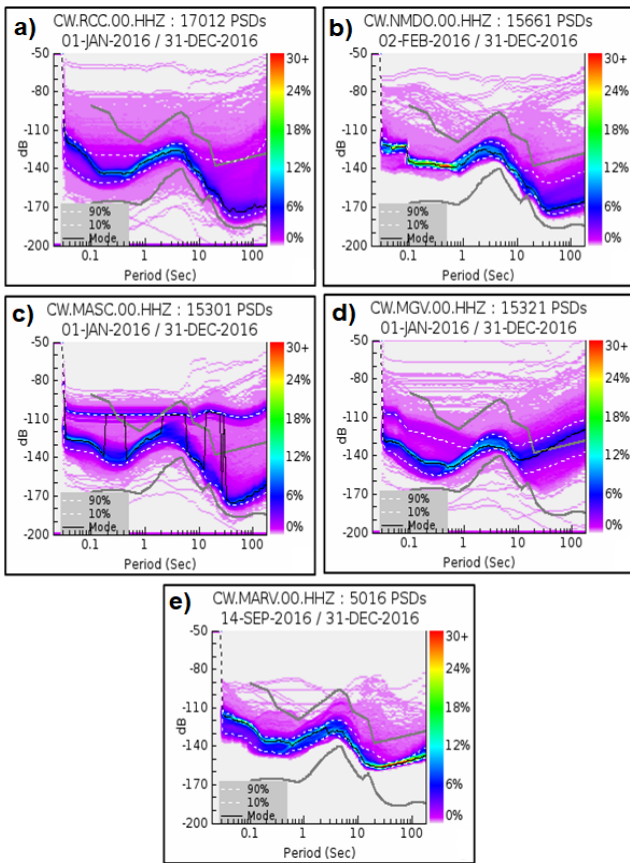 a)
CW.RCC.00.HHZ : 17012 PSDs
01-JAN-2016 / 31-DEC-2016
-50
-80
-110
-140
-170
-200
dB
30+
24%
18%
12%
6%
0%
90%
10%
Mode
0.1 1 10 100
Period (Sec)
b)
CW.NMDO.00.HHZ : 15661 PSDs
02-FEB-2016 / 31-DEC-2016
-50
-80
-110
-140
-170
-200
dB
30+
24%
18%
12%
6%
0%
90%
10%
Mode
0.1 1 10 100
Period (Sec)
c)
CW.MASC.00.HHZ : 15301 PSDs
01-JAN-2016 / 31-DEC-2016
-50
-80
-110
-140
-170
-200
dB
30+
24%
18%
12%
6%
0%
90%
10%
Mode
0.1 1 10 100
Period (Sec)
d)
CW.MGV.00.HHZ : 15321 PSDs
01-JAN-2016 / 31-DEC-2016
-50
-80
-110
-140
-170
-200
dB
30+
24%
18%
12%
6%
0%
90%
10%
Mode
0.1 1 10 100
Period (Sec)
e)
CW.MARV.00.HHZ : 5016 PSDs
14-SEP-2016 / 31-DEC-2016
-50
-80
-110
-140
-170
-200
dB
30+
24%
18%
12%
6%
0%
90%
10%
Mode
0.1 1 10 100
Period (Sec)